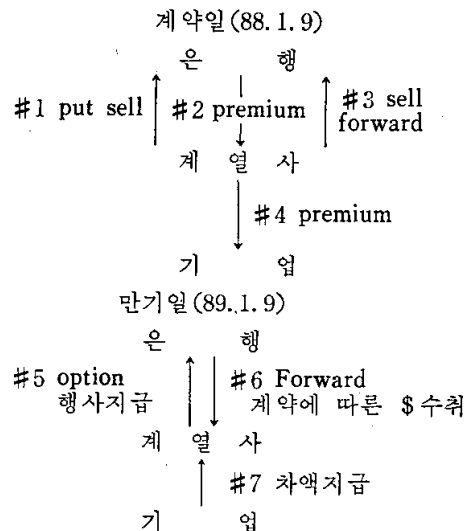 계약일(88.1.9)
은 행
#1 put sell #2 premium #3 sell
forward
계 열 사
#4 premium
기 업
만기일(89.1.9)
은 행
#5 option #6 Forward
행사지급 계약에 따른 $수취
계 열 사
#7 차액지급
기 업